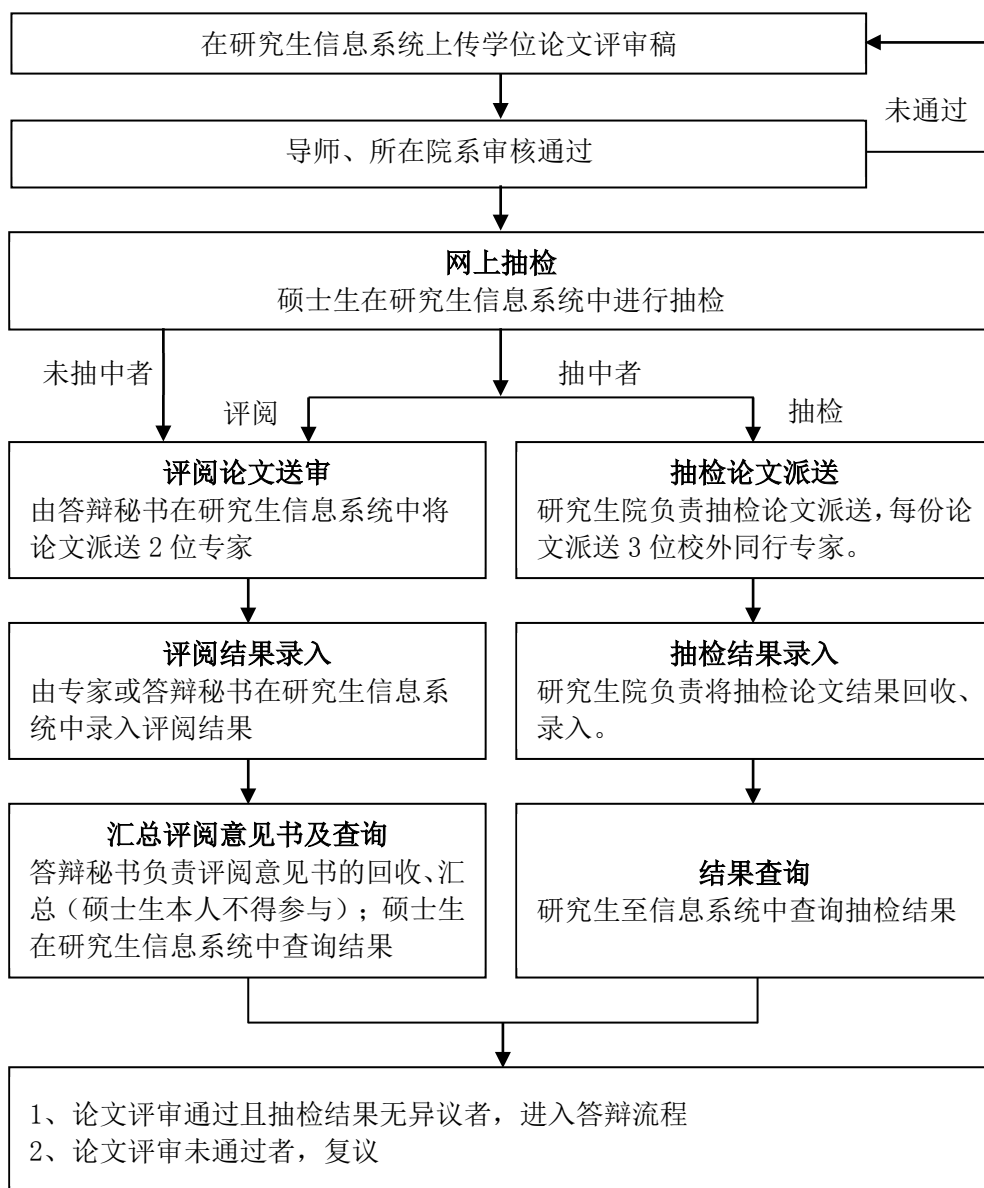 在研究生信息系统上传学位论文评审稿
未通过
导师、所在院系审核通过
网上抽检
硕士生在研究生信息系统中进行抽检
未抽中者
抽中者
评阅
抽检
评阅论文送审
由答辩秘书在研究生信息系统中将
论文派送 2 位专家
抽检论文派送
研究生院负责抽检论文派送，每份论
文派送 3 位校外同行专家。
评阅结果录入
由专家或答辩秘书在研究生信息系
统中录入评阅结果
抽检结果录入
研究生院负责将抽检论文结果回收、
录入。
汇总评阅意见书及查询
答辩秘书负责评阅意见书的回收、汇
总（硕士生本人不得参与）；硕士生
在研究生信息系统中查询结果
结果查询
研究生至信息系统中查询抽检结果
1、论文评审通过且抽检结果无异议者，进入答辩流程
2、论文评审未通过者，复议